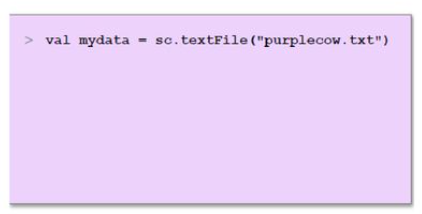 > val mydata = sc.textFile("purplecow.txt")